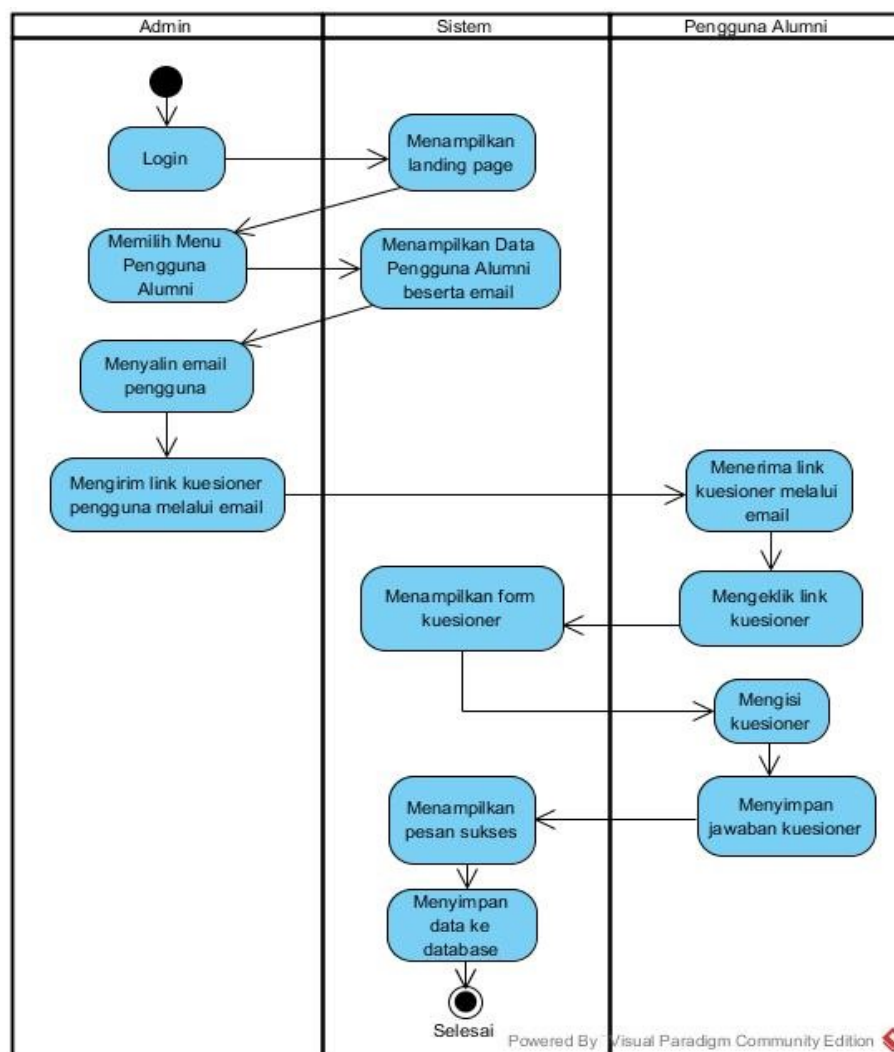 Admin
Sistem
Pengguna Alumni
Login
Menampilkan
landing page
Memilih Menu
Pengguna
Alumni
Menampilkan Data
Pengguna Alumni
beserta email
Menyalin email
pengguna
Mengirim link kuesioner
pengguna melalui email
Menerima link
kuesioner melalui
email
Mengeklik link
kuesioner
Menampilkan form
kuesioner
Mengisi
kuesioner
Menyimpan
jawaban kuesioner
Menampilkan
pesan sukses
Menyimpan
data ke
database
Selesai
Powered By Visual Paradigm Community Edition